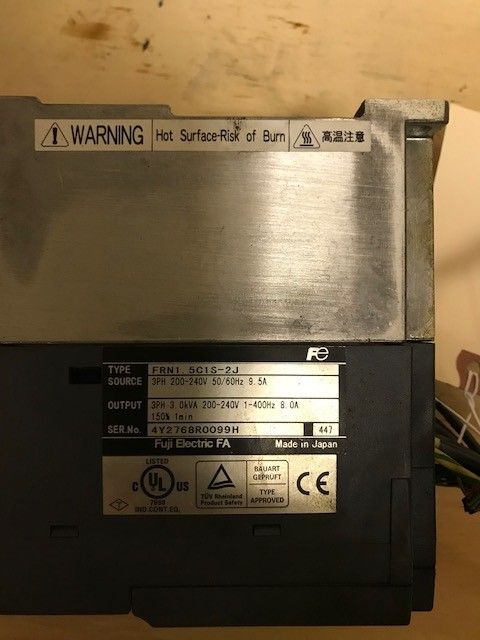 WARNING Hot Surface-Risk of Burn 高温注意
Fe
TYPE FRN1.5C1S-2J
SOURCE 3PH 200-240V 50/60Hz 9.5A
OUTPUT 3PH 3.0kVA 200-240V 1-400Hz 8.0A
150% 1min
SER.No. 4Y2768R0099H 447
Fuji Electric FA Made in Japan
LISTED
C UL US
IND.CONT.EQ.
TÜV Rheinland
Product Safety
BAUART
GEPRÜFT
TYPE
APPROVED
CE